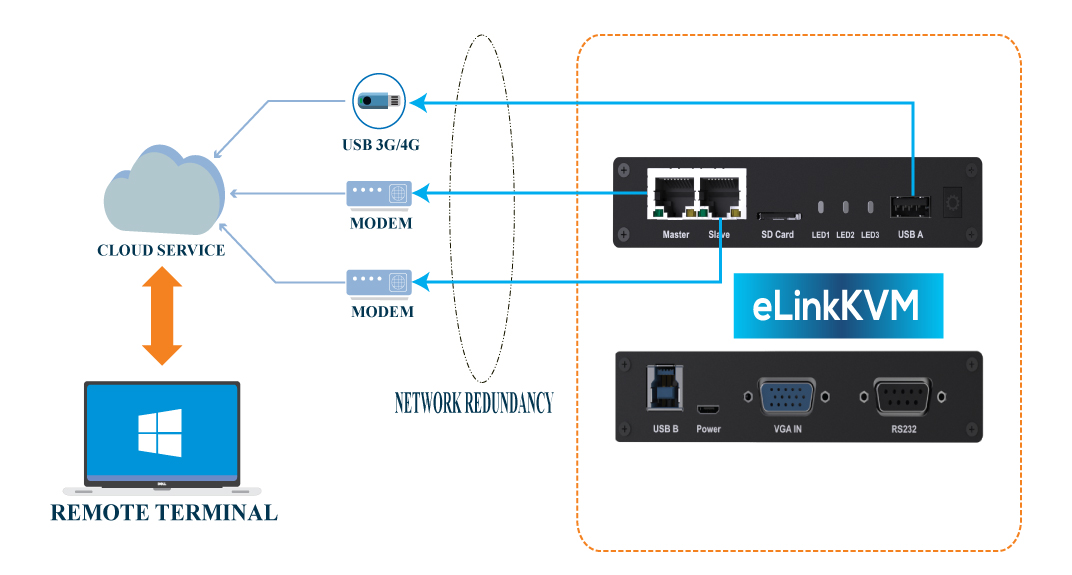 USB 3G/4G
MODEM
CLOUD SERVICE
MODEM
NETWORK REDUNDANCY
DELL
REMOTE TERMINAL
Master Slave SD Card LED1 LED2 LED3 USB A
eLinkKVM
USB B Power VGA IN RS232